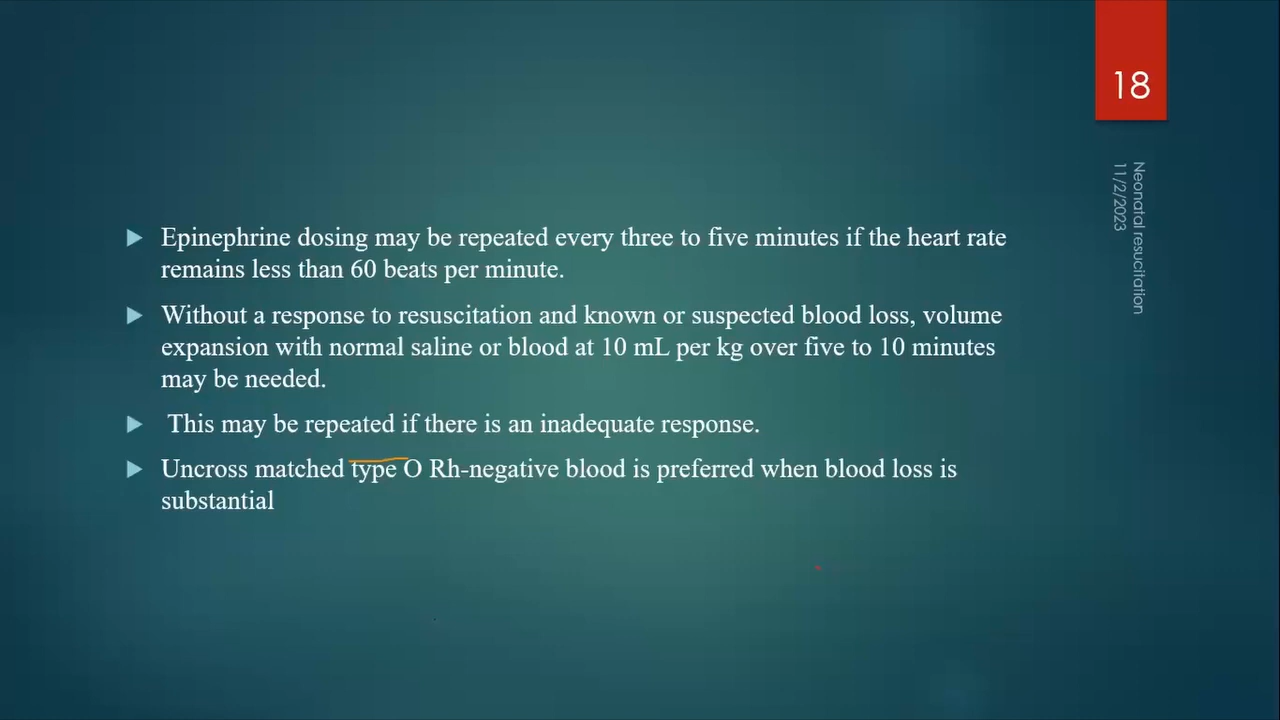 18
Neonatal resucitation
11/2/2023
Epinephrine dosing may be repeated every three to five minutes if the heart rate
remains less than 60 beats per minute.
Without a response to resuscitation and known or suspected blood loss, volume
expansion with normal saline or blood at 10 mL per kg over five to 10 minutes
may be needed.
This may be repeated if there is an inadequate response.
Uncross matched type O Rh-negative blood is preferred when blood loss is
substantial